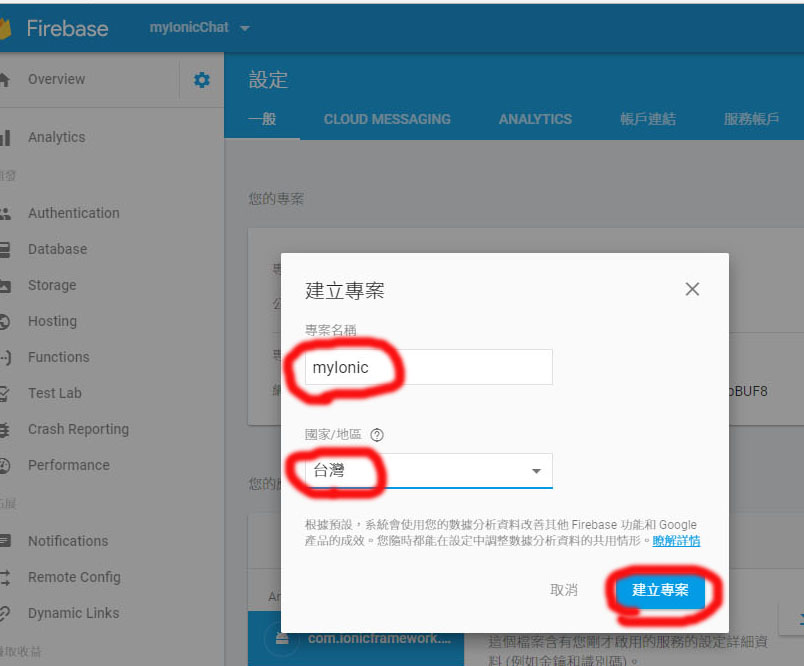 Firebase
myIonicChat
Overview
設定
一般
CLOUD MESSAGING
ANALYTICS
帳戶連結
服務帳戶
Analytics
您的專案
Authentication
Database
Storage
Hosting
Functions
Test Lab
Crash Reporting
Performance
Notifications
Remote Config
Dynamic Links
建立專案
專案名稱
myIonic
國家/地區
台灣
根據預設，系統會使用您的數據分析資料改善其他 Firebase 功能和 Google
產品的成效。您隨時都能在設定中調整數據分析資料的共用情形。瞭解詳情
取消
建立專案
bBUF8
com.ionicframework....
這個檔案含有您剛才啟用的服務的設定詳細資
料 (例如金鑰和識別碼)。